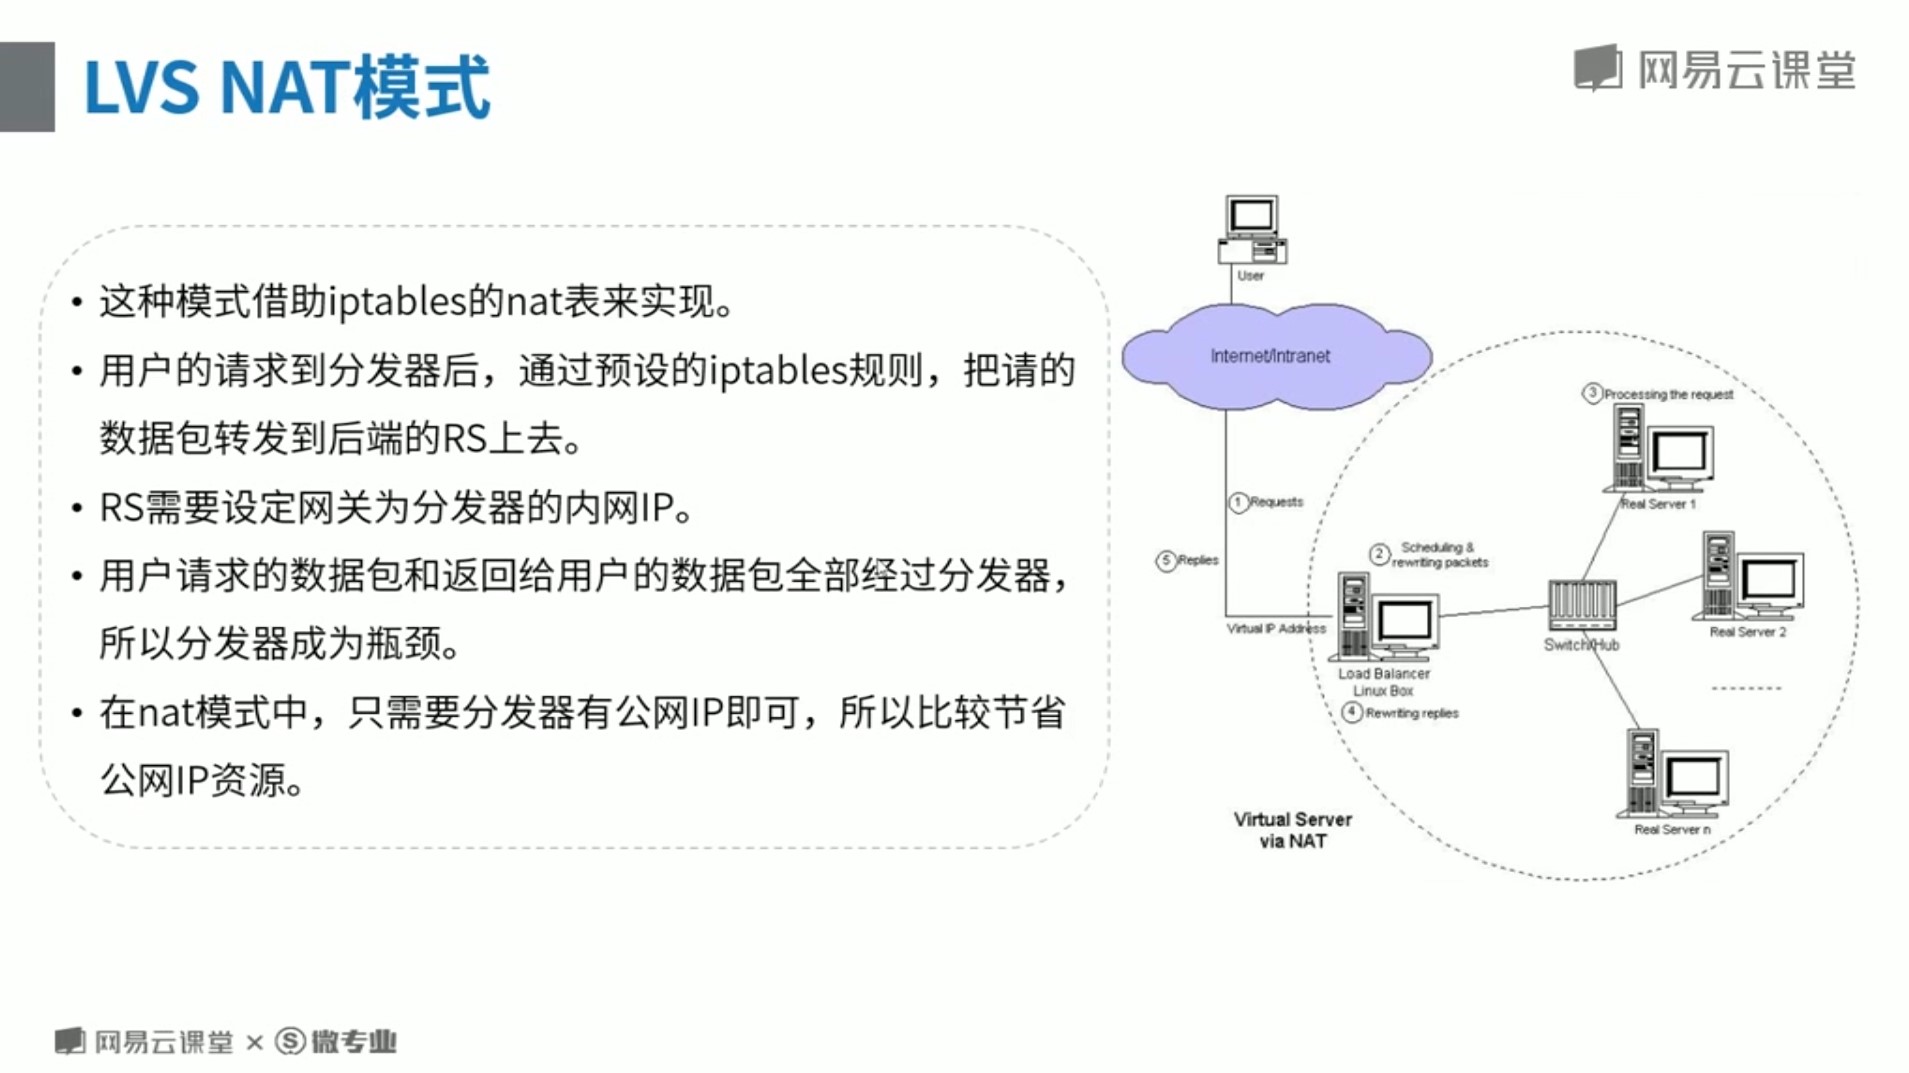 LVS NAT模式
网易云课堂
• 这种模式借助iptables的nat表来实现。
• 用户的请求到分发器后，通过预设的iptables规则，把请的
数据包转发到后端的RS上去。
• RS需要设定网关为分发器的内网IP。
• 用户请求的数据包和返回给用户的数据包全部经过分发器，
所以分发器成为瓶颈。
• 在nat模式中，只需要分发器有公网IP即可，所以比较节省
公网IP资源。
User
Internet/Intranet
③Processing the request
Real Server 1
①Requests
②Scheduling &
rewriting packets
⑤Replies
Real Server 2
Virtual IP Address
Switch/Hub
Load Balancer
Linux Box
④Rewriting replies
Real Server n
Virtual Server
via NAT
网易云课堂 × Ⓢ微专业